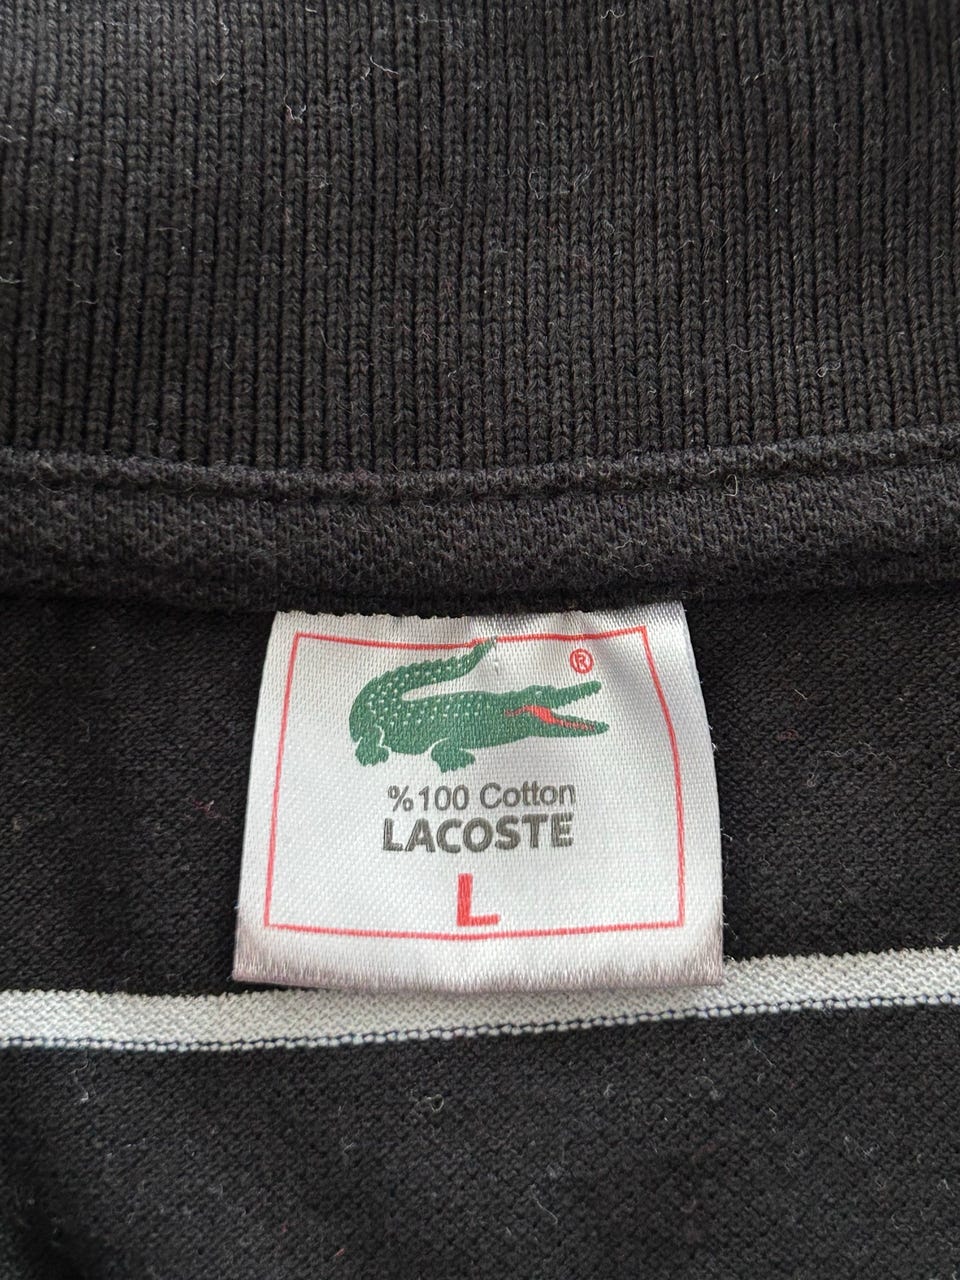 ®
%100 Cotton
LACOSTE
L